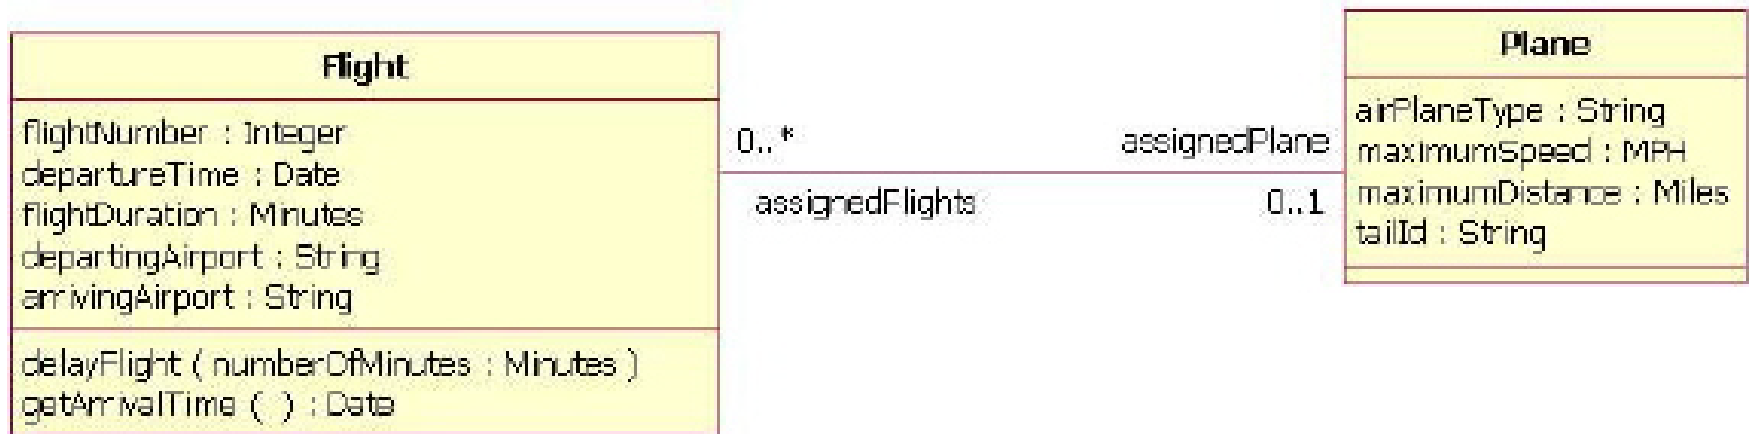 Flight
flightNumber : Integer
departureTime : Date
flightDuration : Minutes
departingAirport : String
arrivingAirport : String
delayFlight ( numberOfMinutes : Minutes )
getArrivalTime ( ) : Date
0..*
assignedFlights
assignedPlane
0..1
Plane
airPlaneType : String
maximumSpeed : MPH
maximumDistance : Miles
tailId : String